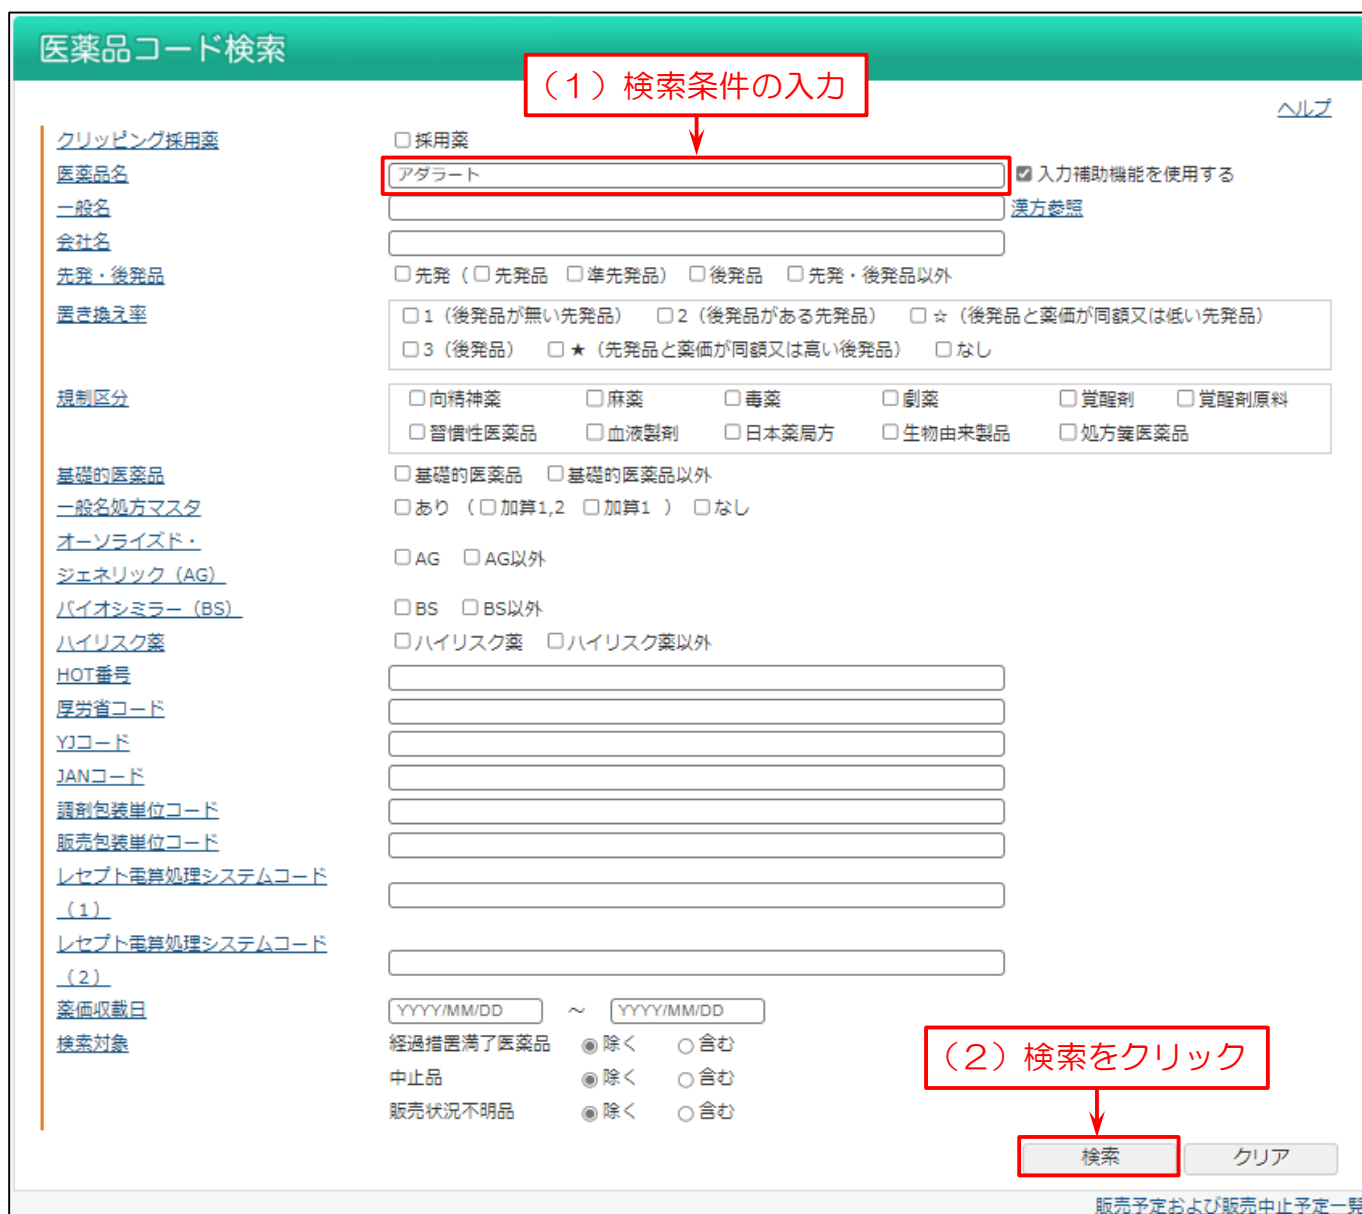 医薬品コード検索
（1）検索条件の入力
ヘルプ
クリッピング採用薬 採用薬
医薬品名 アダラート 入力補助機能を使用する
一般名 漢方参照
会社名
先発・後発品 先発（ 先発品 準先発品） 後発品 先発・後発品以外
置き換え率 1（後発品が無い先発品） 2（後発品がある先発品） ☆（後発品と薬価が同額又は低い先発品）
3（後発品） ★（先発品と薬価が同額又は高い後発品） なし
規制区分 向精神薬 麻薬 毒薬 劇薬 覚醒剤 覚醒剤原料
習慣性医薬品 血液製剤 日本薬局方 生物由来製品 処方箋医薬品
基礎的医薬品 基礎的医薬品 基礎的医薬品以外
一般名処方マスタ あり （ 加算1,2 加算1 ） なし
オーソライズド・
ジェネリック（AG） AG AG以外
バイオシミラー（BS） BS BS以外
ハイリスク薬 ハイリスク薬 ハイリスク薬以外
HOT番号
厚労省コード
YJコード
JANコード
調剤包装単位コード
販売包装単位コード
レセプト電算処理システムコード
（1）
レセプト電算処理システムコード
（2）
薬価収載日 YYYY/MM/DD ～ YYYY/MM/DD
検索対象 経過措置満了医薬品 除く 含む
中止品 除く 含む
販売状況不明品 除く 含む
（2）検索をクリック
検索 クリア
販売予定および販売中止予定一覧